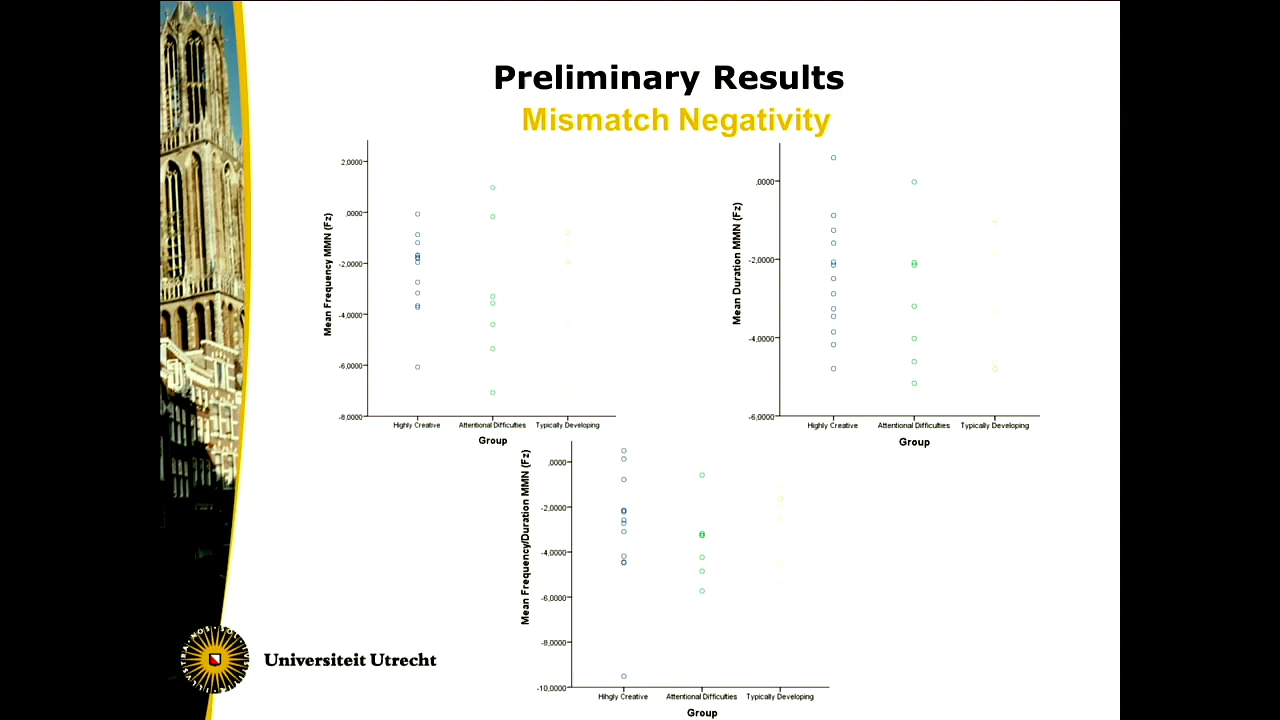 Preliminary Results
Mismatch Negativity
Mean Frequency MMN (Fz)
2,0000
,0000
-2,0000
-4,0000
-6,0000
-8,0000
Highly Creative
Attentional Difficulties
Typically Developing
Group
Mean Duration MMN (Fz)
,0000
-2,0000
-4,0000
-6,0000
Highly Creative
Attentional Difficulties
Typically Developing
Group
Mean Frequency/Duration MMN (Fz)
,0000
-2,0000
-4,0000
-6,0000
-8,0000
-10,0000
Hihgly Creative
Attentional Difficulties
Typically Developing
Group
Universiteit Utrecht